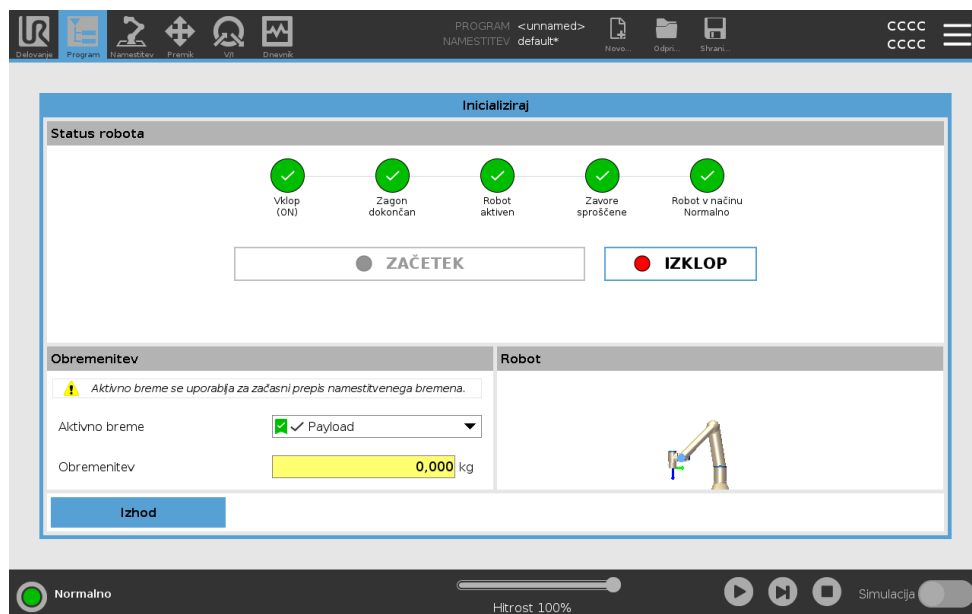 PROGRAM <unnamed>
NAMESTITEV default*
Delovanje Program Namestitev Premik V/I Dnevnik Novo... Odpri... Shrani...
CCCC
CCCC
Inicializiraj
Status robota
Vklop (ON)
Zagon dokončan
Robot aktiven
Zavore sproščene
Robot v načinu Normalno
ZAČETEK
IZKLOP
Obremenitev
Robot
Aktivno breme se uporablja za začasni prepis namestitvenega bremena.
Aktivno breme Payload
Obremenitev 0,000 kg
Izhod
Normalno
Hitrost 100%
Simulacija